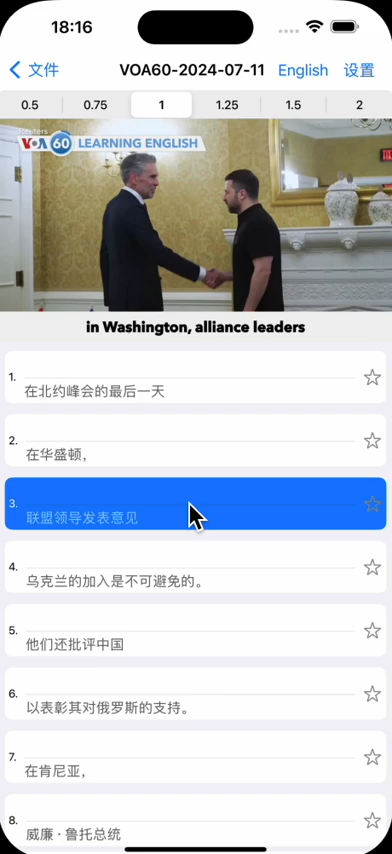 18:16
文件
VOA60-2024-07-11
English
设置
0.5
0.75
1
1.25
1.5
2
Reuters
VOA 60 LEARNING ENGLISH
in Washington, alliance leaders
1.
在北约峰会的最后一天
2.
在华盛顿，
3.
联盟领导发表意见
4.
乌克兰的加入是不可避免的。
5.
他们还批评中国
6.
以表彰其对俄罗斯的支持。
7.
在肯尼亚，
8.
威廉·鲁托总统